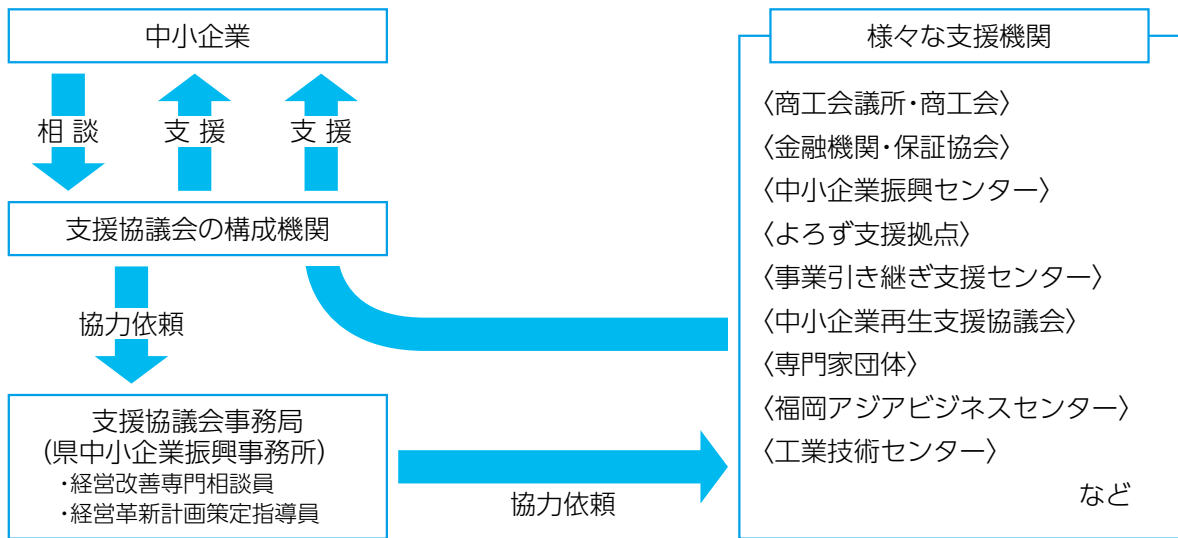 中小企業
相談
支援
支援
支援協議会の構成機関
協力依頼
支援協議会事務局
(県中小企業振興事務所)
・経営改善専門相談員
・経営革新計画策定指導員
協力依頼
様々な支援機関
〈商工会議所・商工会〉
〈金融機関・保証協会〉
〈中小企業振興センター〉
〈よろず支援拠点〉
〈事業引き継ぎ支援センター〉
〈中小企業再生支援協議会〉
〈専門家団体〉
〈福岡アジアビジネスセンター〉
〈工業技術センター〉
など